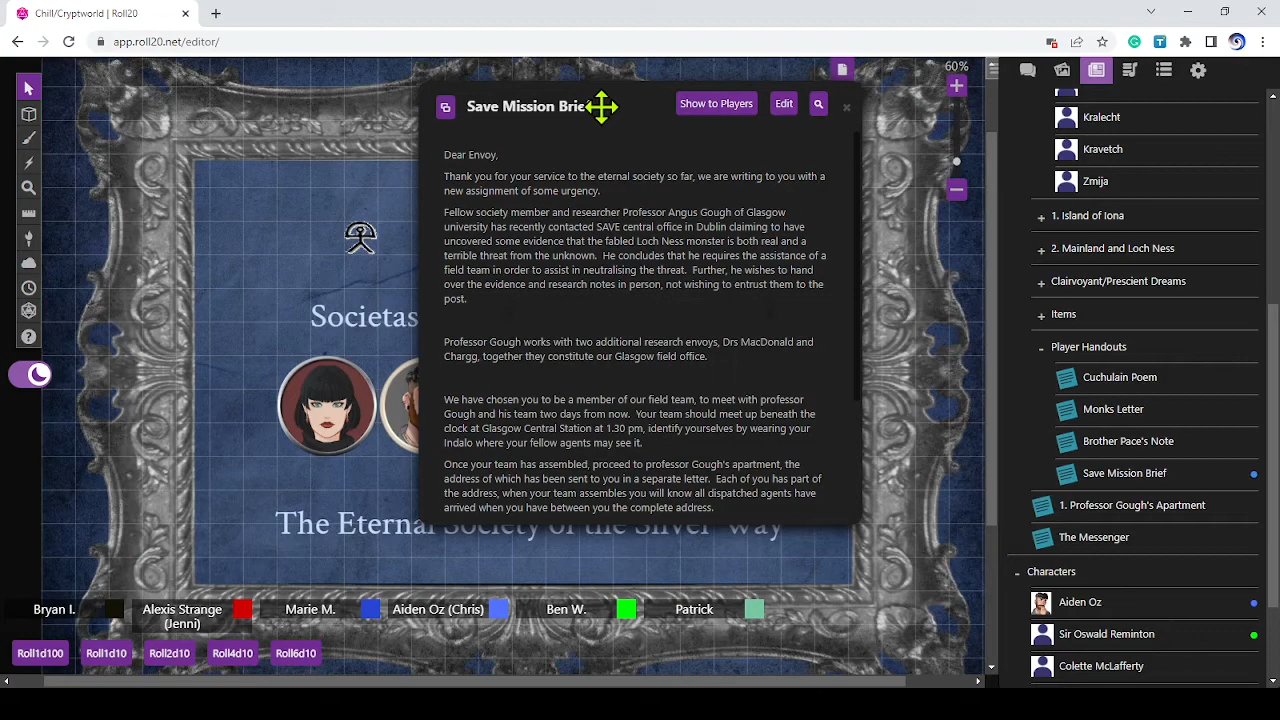 Chill/Cryptworld | Roll20
app.roll20.net/editor/
60%
Save Mission Brie
Show to Players
Edit
Dear Envoy,
Thank you for your service to the eternal society so far, we are writing to you with a
new assignment of some urgency.
Fellow society member and researcher Professor Angus Gough of Glasgow
university has recently contacted SAVE central office in Dublin claiming to have
uncovered some evidence that the fabled Loch Ness monster is both real and a
terrible threat from the unknown. He concludes that he requires the assistance of a
field team in order to assist in neutralising the threat. Further, he wishes to hand
over the evidence and research notes in person, not wishing to entrust them to the
post.
Professor Gough works with two additional research envoys, Drs MacDonald and
Chargg, together they constitute our Glasgow field office.
We have chosen you to be a member of our field team, to meet with professor
Gough and his team two days from now. Your team should meet up beneath the
clock at Glasgow Central Station at 1.30 pm, identify yourselves by wearing your
Indalo where your fellow agents may see it.
Once your team has assembled, proceed to professor Gough's apartment, the
address of which has been sent to you in a separate letter. Each of you has part of
the address, when your team assembles you will know all dispatched agents have
arrived when you have between you the complete address.
Societas
The Eternal Society of the Silver Way
Bryan I.
Alexis Strange
(Jenni)
Marie M.
Aiden Oz (Chris)
Ben W.
Patrick
Roll1d100
Roll1d10
Roll2d10
Roll4d10
Roll6d10
Kralecht
Kravetch
Zmija
1. Island of Iona
2. Mainland and Loch Ness
Clairvoyant/Prescient Dreams
Items
Player Handouts
Cuchulain Poem
Monks Letter
Brother Pace's Note
Save Mission Brief
1. Professor Gough's Apartment
The Messenger
Characters
Aiden Oz
Sir Oswald Reminton
Colette McLafferty